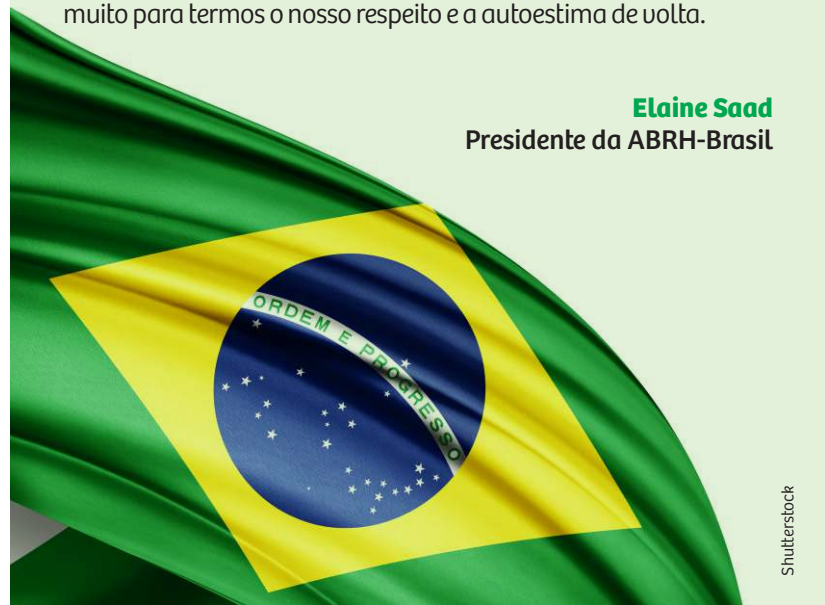 muito para termos o nosso respeito e a autoestima de volta.
Elaine Saad
Presidente da ABRH-Brasil
ORDEM E PROGRESSO
Shutterstock